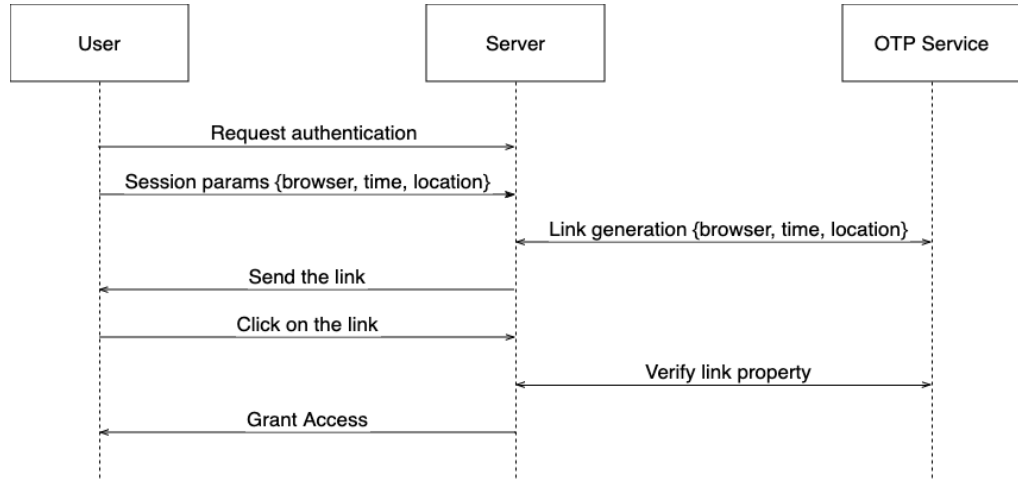 User
Server
OTP Service
Request authentication
Session params {browser, time, location}
Link generation {browser, time, location}
Send the link
Click on the link
Verify link property
Grant Access